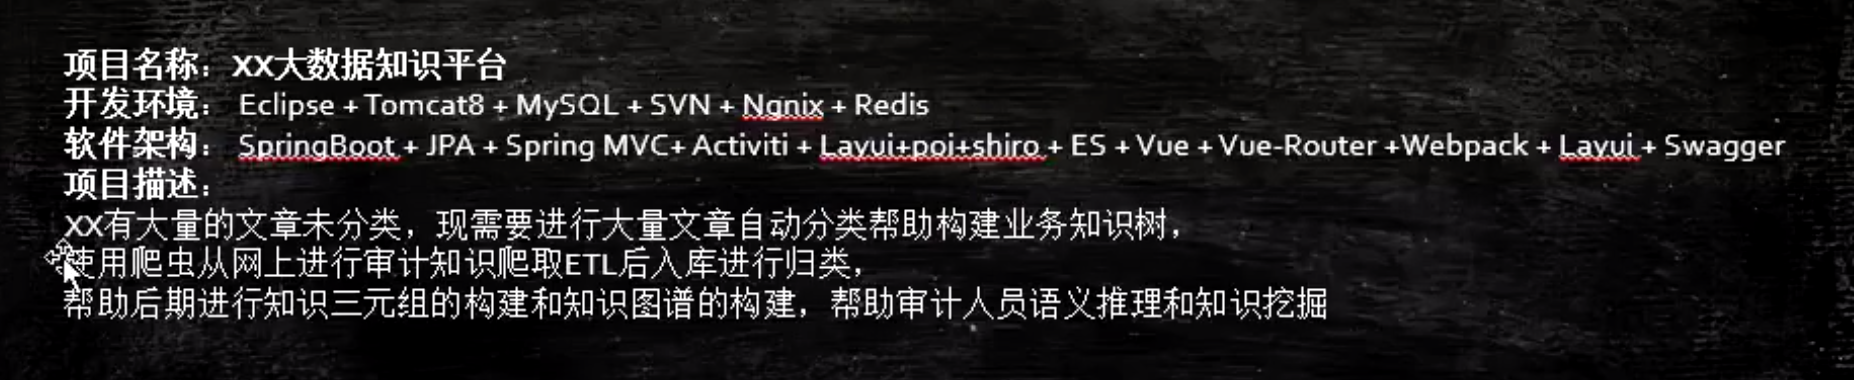 项目名称：XX大数据知识平台
开发环境： Eclipse + Tomcat8 + MySQL + SVN + Ngnix + Redis
软件架构： SpringBoot + JPA + Spring MVC+ Activiti + Layui+poi+shiro + ES + Vue + Vue-Router +Webpack + Layui + Swagger
项目描述：
XX有大量的文章未分类，现需要进行大量文章自动分类帮助构建业务知识树，
使用爬虫从网上进行审计知识爬取ETL后入库进行归类，
帮助后期进行知识三元组的构建和知识图谱的构建，帮助审计人员语义推理和知识挖掘